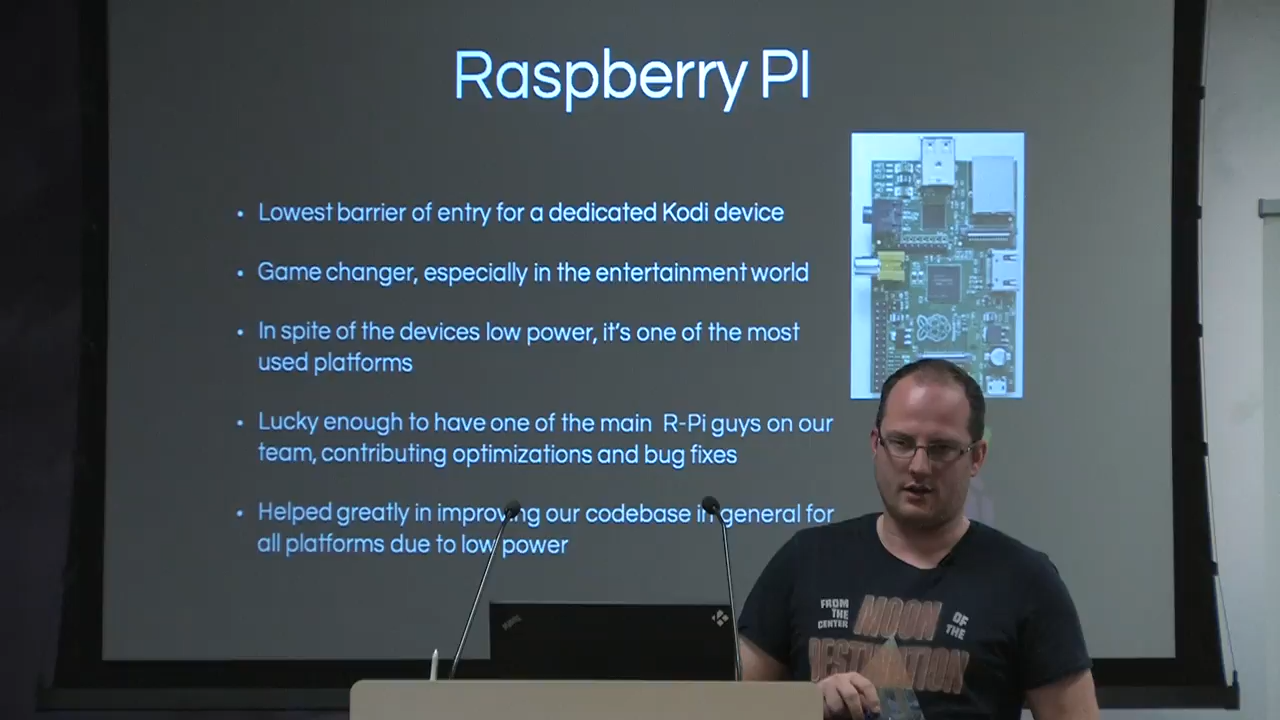 Raspberry PI
• Lowest barrier of entry for a dedicated Kodi device
• Game changer, especially in the entertainment world
• In spite of the devices low power, it's one of the most
used platforms
• Lucky enough to have one of the main R-Pi guys on our
team, contributing optimizations and bug fixes
• Helped greatly in improving our codebase in general for
all platforms due to low power
FROM
THE
CENTER
MOON
OF
THE
DESTINATION